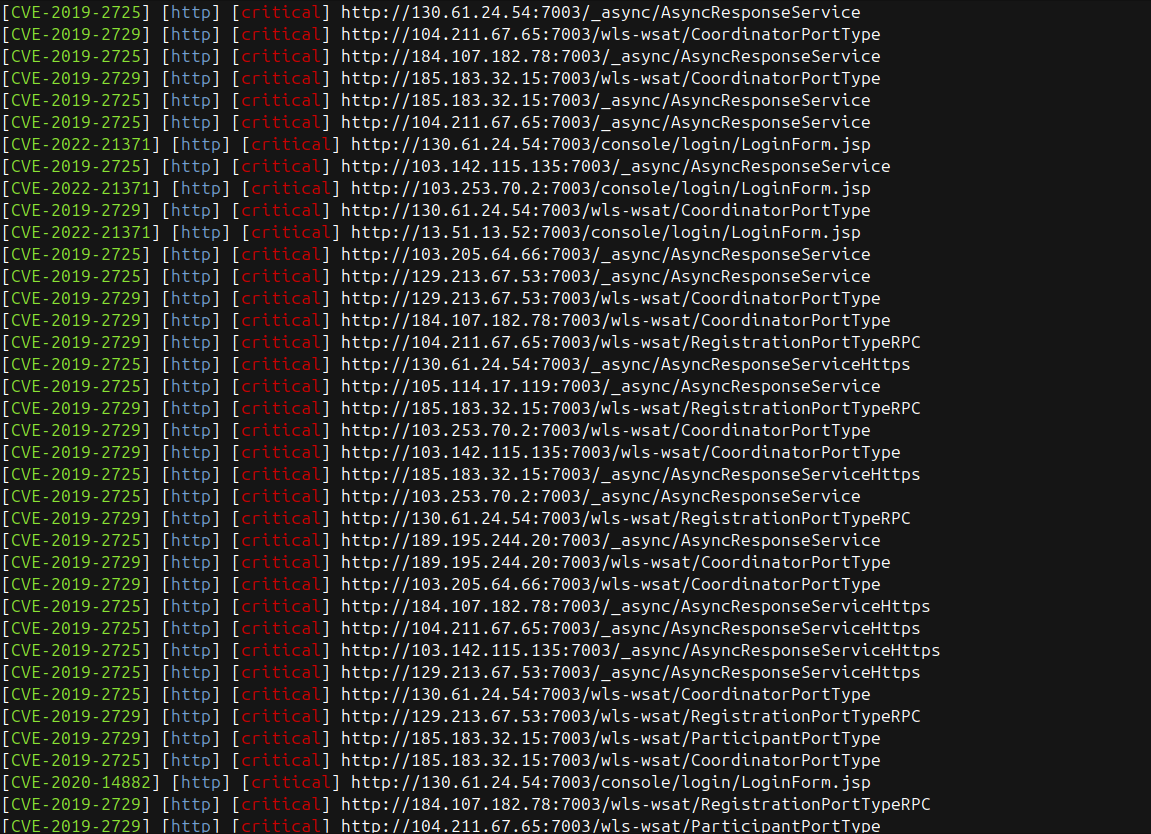 [CVE-2019-2725] [http] [critical] http://130.61.24.54:7003/_async/AsyncResponseService
[CVE-2019-2729] [http] [critical] http://104.211.67.65:7003/wls-wsat/CoordinatorPortType
[CVE-2019-2725] [http] [critical] http://184.107.182.78:7003/_async/AsyncResponseService
[CVE-2019-2729] [http] [critical] http://185.183.32.15:7003/wls-wsat/CoordinatorPortType
[CVE-2019-2725] [http] [critical] http://185.183.32.15:7003/_async/AsyncResponseService
[CVE-2019-2725] [http] [critical] http://104.211.67.65:7003/_async/AsyncResponseService
[CVE-2022-21371] [http] [critical] http://130.61.24.54:7003/console/login/LoginForm.jsp
[CVE-2019-2725] [http] [critical] http://103.142.115.135:7003/_async/AsyncResponseService
[CVE-2022-21371] [http] [critical] http://103.253.70.2:7003/console/login/LoginForm.jsp
[CVE-2019-2729] [http] [critical] http://130.61.24.54:7003/wls-wsat/CoordinatorPortType
[CVE-2022-21371] [http] [critical] http://13.51.13.52:7003/console/login/LoginForm.jsp
[CVE-2019-2725] [http] [critical] http://103.205.64.66:7003/_async/AsyncResponseService
[CVE-2019-2725] [http] [critical] http://129.213.67.53:7003/_async/AsyncResponseService
[CVE-2019-2729] [http] [critical] http://129.213.67.53:7003/wls-wsat/CoordinatorPortType
[CVE-2019-2729] [http] [critical] http://184.107.182.78:7003/wls-wsat/CoordinatorPortType
[CVE-2019-2729] [http] [critical] http://104.211.67.65:7003/wls-wsat/RegistrationPortTypeRPC
[CVE-2019-2725] [http] [critical] http://130.61.24.54:7003/_async/AsyncResponseServiceHttps
[CVE-2019-2725] [http] [critical] http://105.114.17.119:7003/_async/AsyncResponseService
[CVE-2019-2729] [http] [critical] http://185.183.32.15:7003/wls-wsat/RegistrationPortTypeRPC
[CVE-2019-2729] [http] [critical] http://103.253.70.2:7003/wls-wsat/CoordinatorPortType
[CVE-2019-2729] [http] [critical] http://103.142.115.135:7003/wls-wsat/CoordinatorPortType
[CVE-2019-2725] [http] [critical] http://185.183.32.15:7003/_async/AsyncResponseServiceHttps
[CVE-2019-2725] [http] [critical] http://103.253.70.2:7003/_async/AsyncResponseService
[CVE-2019-2729] [http] [critical] http://130.61.24.54:7003/wls-wsat/RegistrationPortTypeRPC
[CVE-2019-2725] [http] [critical] http://189.195.244.20:7003/_async/AsyncResponseService
[CVE-2019-2729] [http] [critical] http://189.195.244.20:7003/wls-wsat/CoordinatorPortType
[CVE-2019-2729] [http] [critical] http://103.205.64.66:7003/wls-wsat/CoordinatorPortType
[CVE-2019-2725] [http] [critical] http://184.107.182.78:7003/_async/AsyncResponseServiceHttps
[CVE-2019-2725] [http] [critical] http://104.211.67.65:7003/_async/AsyncResponseServiceHttps
[CVE-2019-2725] [http] [critical] http://103.142.115.135:7003/_async/AsyncResponseServiceHttps
[CVE-2019-2725] [http] [critical] http://129.213.67.53:7003/_async/AsyncResponseServiceHttps
[CVE-2019-2725] [http] [critical] http://130.61.24.54:7003/wls-wsat/CoordinatorPortType
[CVE-2019-2729] [http] [critical] http://129.213.67.53:7003/wls-wsat/RegistrationPortTypeRPC
[CVE-2019-2729] [http] [critical] http://185.183.32.15:7003/wls-wsat/ParticipantPortType
[CVE-2019-2725] [http] [critical] http://185.183.32.15:7003/wls-wsat/CoordinatorPortType
[CVE-2020-14882] [http] [critical] http://130.61.24.54:7003/console/login/LoginForm.jsp
[CVE-2019-2729] [http] [critical] http://184.107.182.78:7003/wls-wsat/RegistrationPortTypeRPC
[CVE-2019-2729] [http] [critical] http://104.211.67.65:7003/wls-wsat/ParticipantPortType